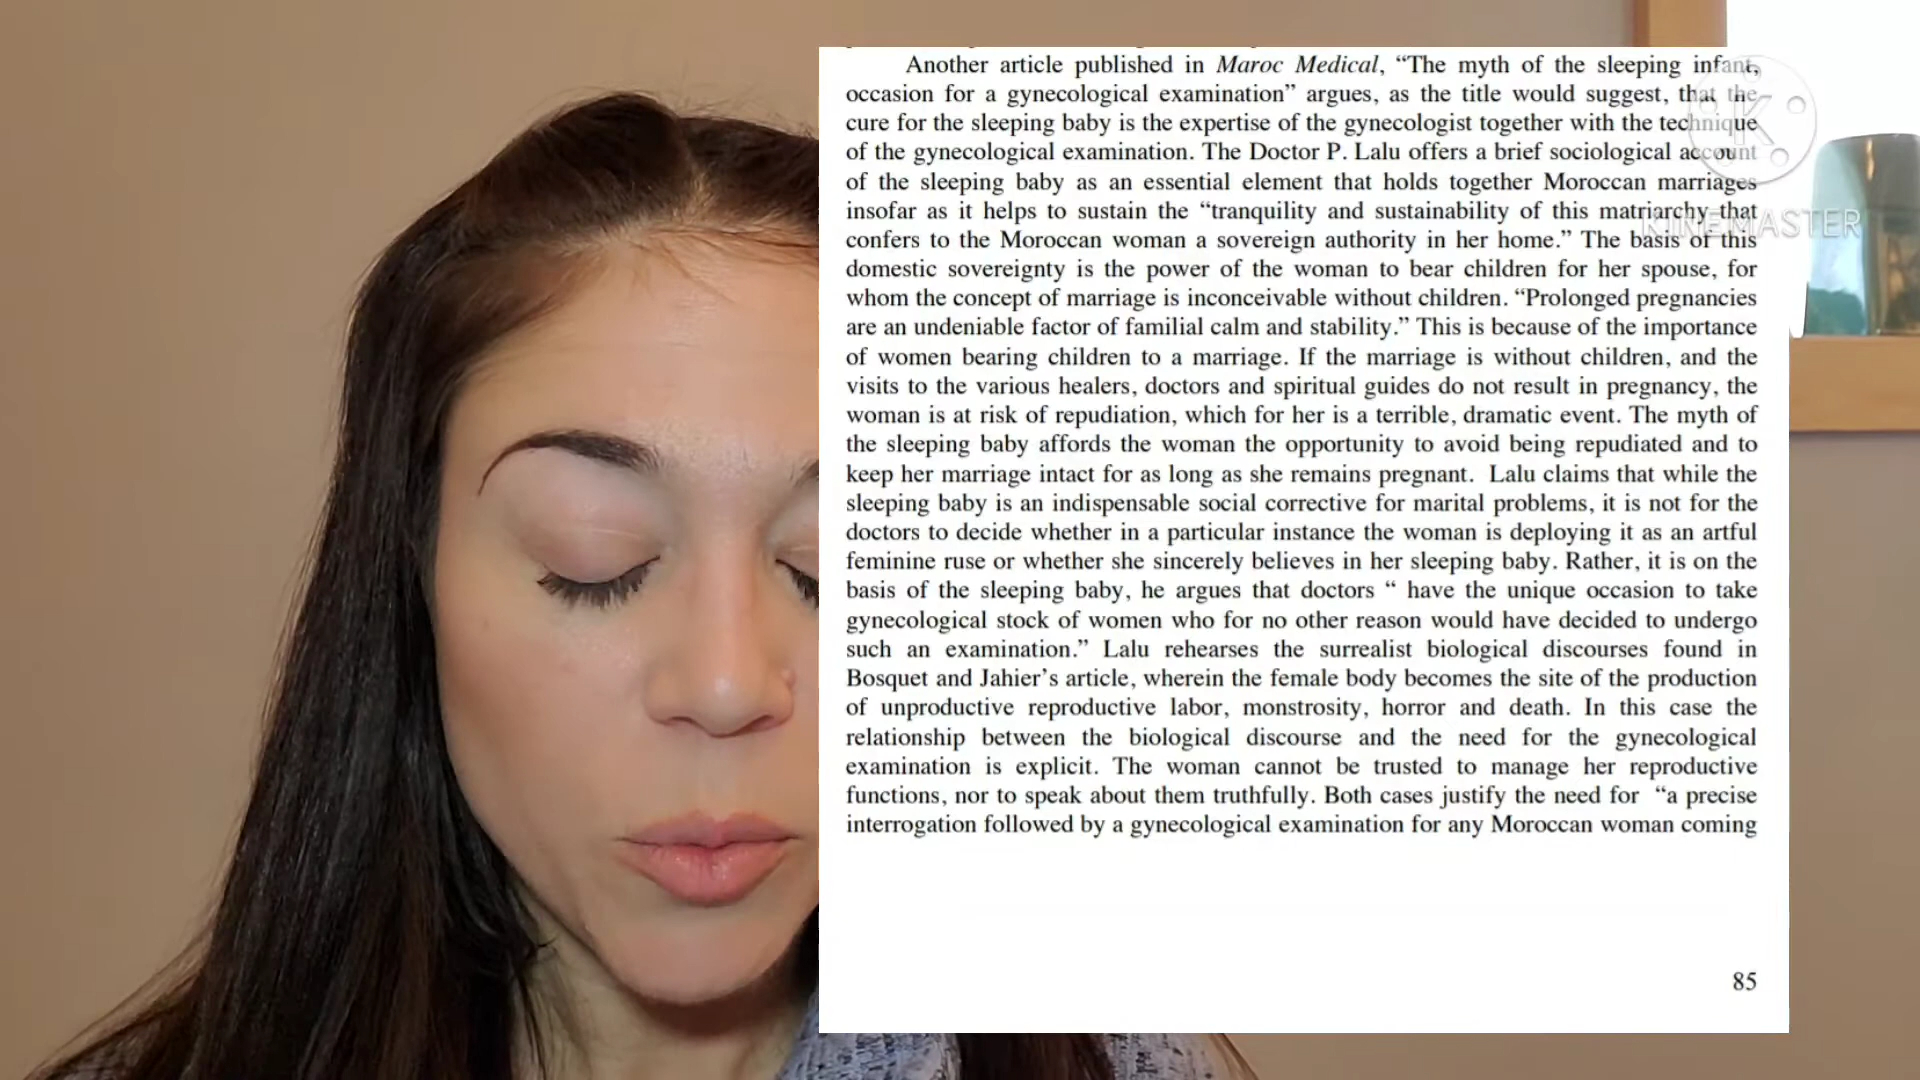 Another article published in Maroc Medical, “The myth of the sleeping infant,
occasion for a gynecological examination” argues, as the title would suggest, that the
cure for the sleeping baby is the expertise of the gynecologist together with the technique
of the gynecological examination. The Doctor P. Lalu offers a brief sociological account
of the sleeping baby as an essential element that holds together Moroccan marriages
insofar as it helps to sustain the “tranquility and sustainability of this matriarchy that
confers to the Moroccan woman a sovereign authority in her home.” The basis of this
domestic sovereignty is the power of the woman to bear children for her spouse, for
whom the concept of marriage is inconceivable without children. “Prolonged pregnancies
are an undeniable factor of familial calm and stability.” This is because of the importance
of women bearing children to a marriage. If the marriage is without children, and the
visits to the various healers, doctors and spiritual guides do not result in pregnancy, the
woman is at risk of repudiation, which for her is a terrible, dramatic event. The myth of
the sleeping baby affords the woman the opportunity to avoid being repudiated and to
keep her marriage intact for as long as she remains pregnant. Lalu claims that while the
sleeping baby is an indispensable social corrective for marital problems, it is not for the
doctors to decide whether in a particular instance the woman is deploying it as an artful
feminine ruse or whether she sincerely believes in her sleeping baby. Rather, it is on the
basis of the sleeping baby, he argues that doctors “ have the unique occasion to take
gynecological stock of women who for no other reason would have decided to undergo
such an examination.” Lalu rehearses the surrealist biological discourses found in
Bosquet and Jahier’s article, wherein the female body becomes the site of the production
of unproductive reproductive labor, monstrosity, horror and death. In this case the
relationship between the biological discourse and the need for the gynecological
examination is explicit. The woman cannot be trusted to manage her reproductive
functions, nor to speak about them truthfully. Both cases justify the need for “a precise
interrogation followed by a gynecological examination for any Moroccan woman coming
85
K
KINEMASTER